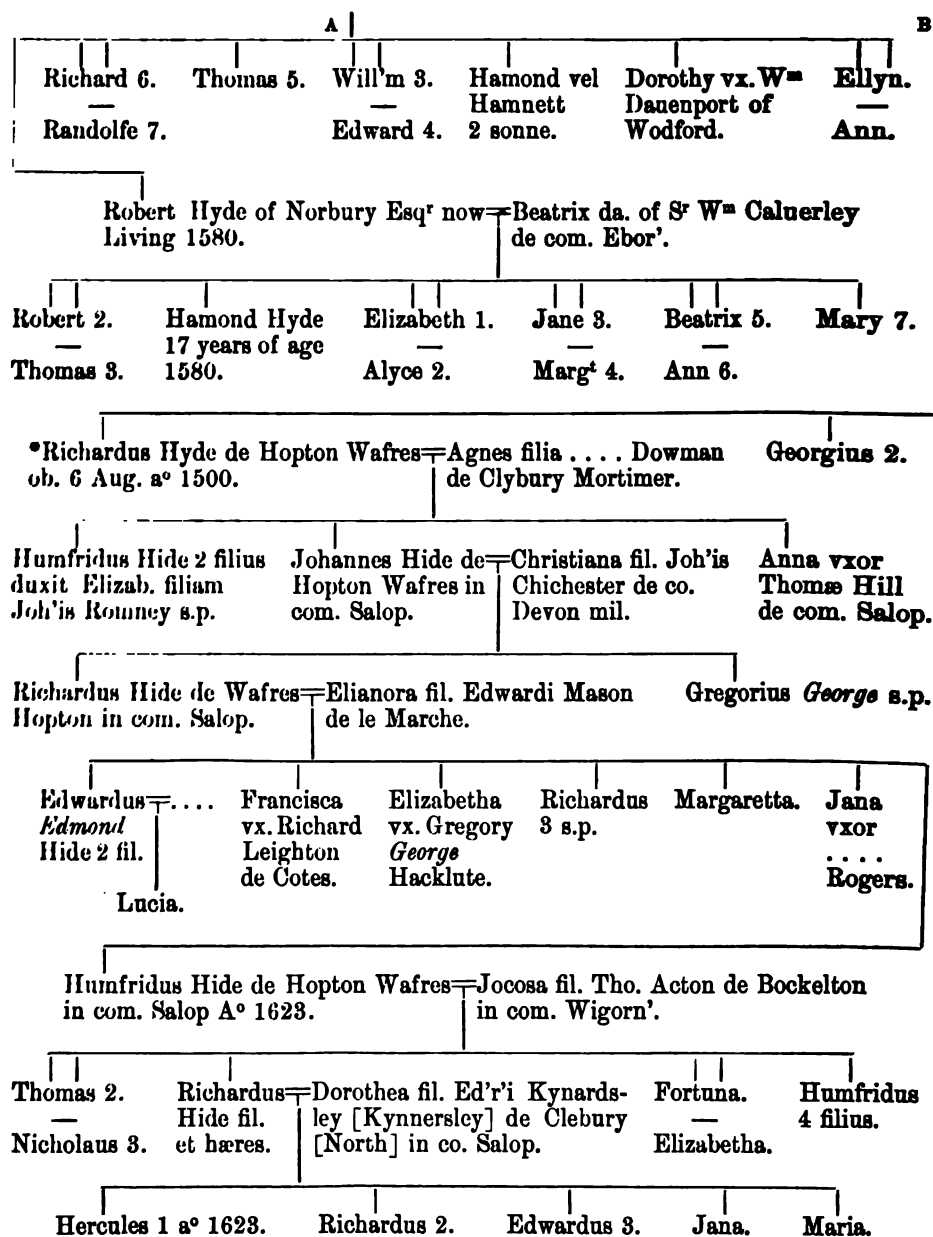 A B
Richard 6. Thomas 5. Will'm 3. Hamond vel Dorothy vx. Wᵐ Ellyn.
— — Hamnett Dauenport of —
Randolfe 7. Edward 4. 2 sonne. Wodford. Ann.
Robert Hyde of Norbury Esqʳ now=Beatrix da. of Sʳ Wᵐ Caluerley
Living 1580. de com. Ebor'.
Robert 2. Hamond Hyde Elizabeth 1. Jane 3. Beatrix 5. Mary 7.
— 17 years of age — — —
Thomas 3. 1580. Alyce 2. Margᵗ 4. Ann 6.
*Richardus Hyde de Hopton Wafres=Agnes filia .... Dowman Georgius 2.
ob. 6 Aug. aᵒ 1500. de Clybury Mortimer.
Humfridus Hide 2 filius Johannes Hide de=Christiana fil. Joh'is Anna vxor
duxit Elizab. filiam Hopton Wafres in Chichester de co. Thomæ Hill
Joh'is Romney s.p. com. Salop. Devon mil. de com. Salop.
Richardus Hide de Wafres=Elianora fil. Edwardi Mason Gregorius George s.p.
Hopton in com. Salop. de le Marche.
Edwardus=.... Francisca Elizabetha Richardus Margaretta. Jana
Edmond vx. Richard vx. Gregory 3 s.p. vxor
Hide 2 fil. Leighton George ....
de Cotes. Hacklute. Rogers.
Lucia.
Humfridus Hide de Hopton Wafres=Jocosa fil. Tho. Acton de Bockelton
in com. Salop Aᵒ 1623. in com. Wigorn'.
Thomas 2. Richardus=Dorothea fil. Ed'r'i Kynards- Fortuna. Humfridus
— Hide fil. ley [Kynnersley] de Clebury — 4 filius.
Nicholaus 3. et hæres. [North] in co. Salop. Elizabetha.
Hercules 1 aᵒ 1623. Richardus 2. Edwardus 3. Jana. Maria.